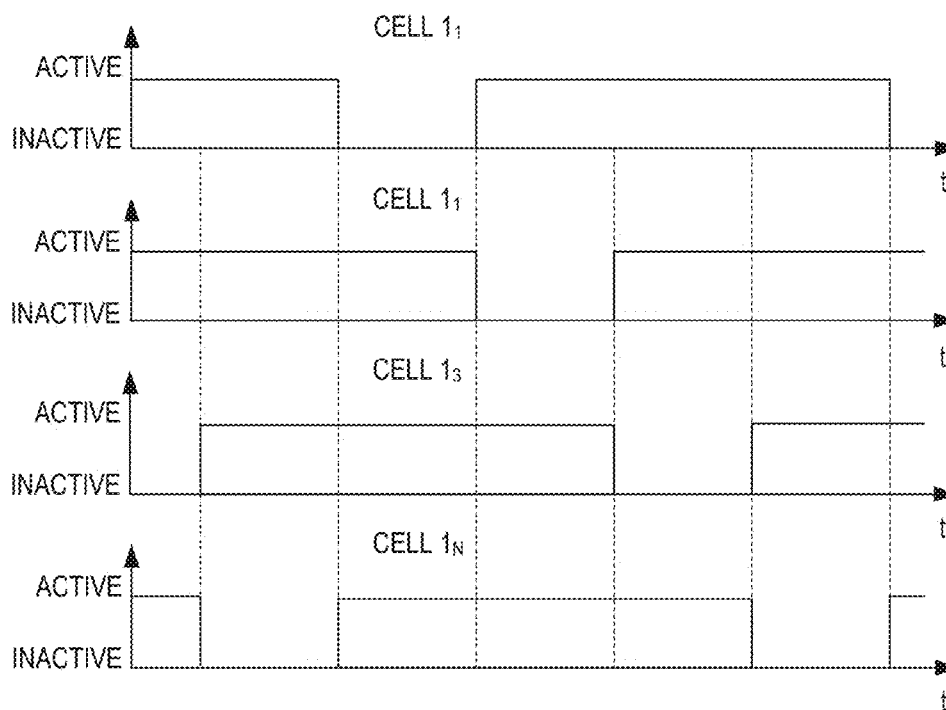 CELL 1₁
ACTIVE
INACTIVE
t
CELL 1₁
ACTIVE
INACTIVE
t
CELL 1₃
ACTIVE
INACTIVE
t
CELL 1N
ACTIVE
INACTIVE
t